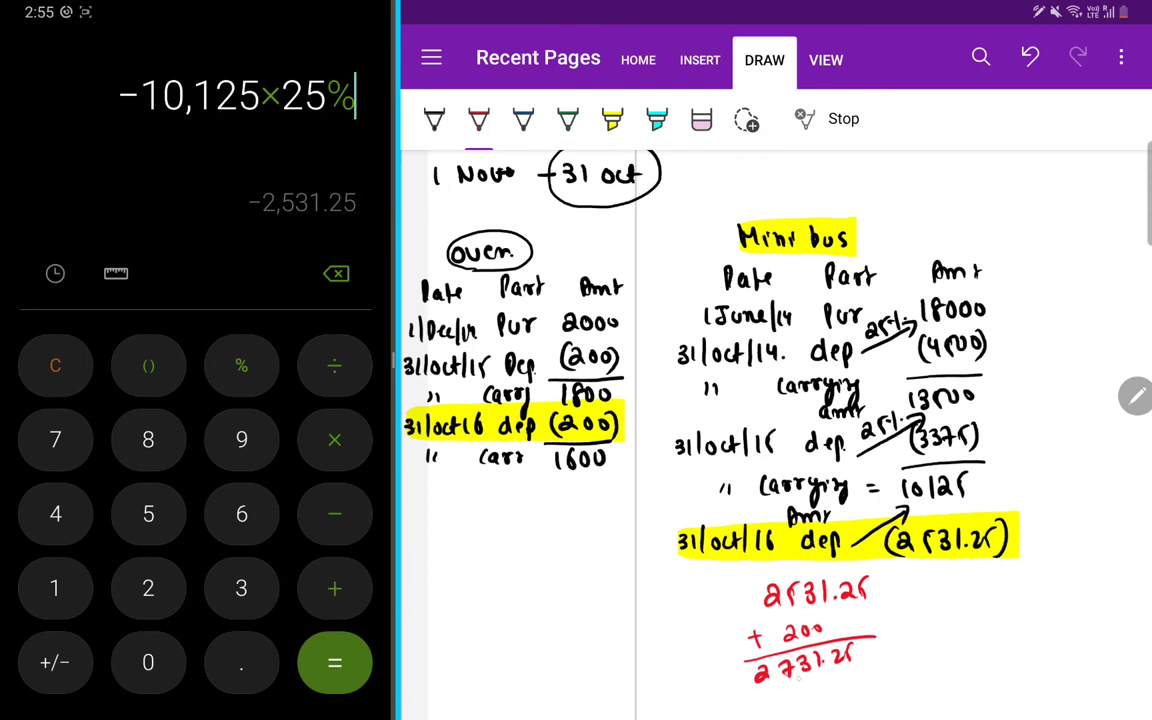 2:55
−10,125×25%
−2,531.25
C () % ÷
7 8 9 ×
4 5 6 −
1 2 3 +
+/− 0 . =
Recent Pages HOME INSERT DRAW VIEW
Stop
1 Nov - 31 oct
oven
Date Part Amt
1/Dec/14 Pur 2000
31/oct/15 Dep. (200)
" Carry 1800
31/oct/16 dep (200)
" carr 1600
Mini bus
Date Part Amt
1 June/14 Pur 18000
31/oct/14. dep 25%. (4500)
" carrying 13500
amt
31/oct/15 dep. 25%. (3375)
" Carrying = 10125
Amt
31/oct/16 dep (2531.25)
2531.25
+ 200
2731.25